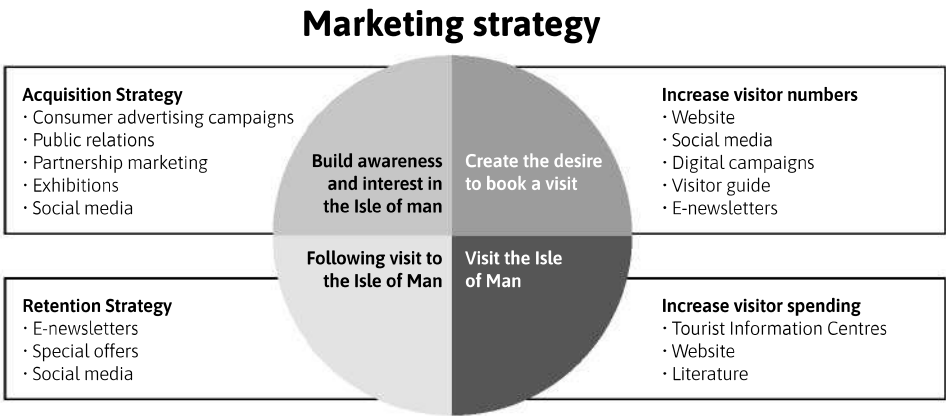 Marketing strategy
Acquisition Strategy
· Consumer advertising campaigns
· Public relations
· Partnership marketing
· Exhibitions
· Social media
Build awareness
and interest in
the Isle of man
Create the desire
to book a visit
Increase visitor numbers
· Website
· Social media
· Digital campaigns
· Visitor guide
· E-newsletters
Retention Strategy
· E-newsletters
· Special offers
· Social media
Following visit to
the Isle of Man
Visit the Isle
of Man
Increase visitor spending
· Tourist Information Centres
· Website
· Literature